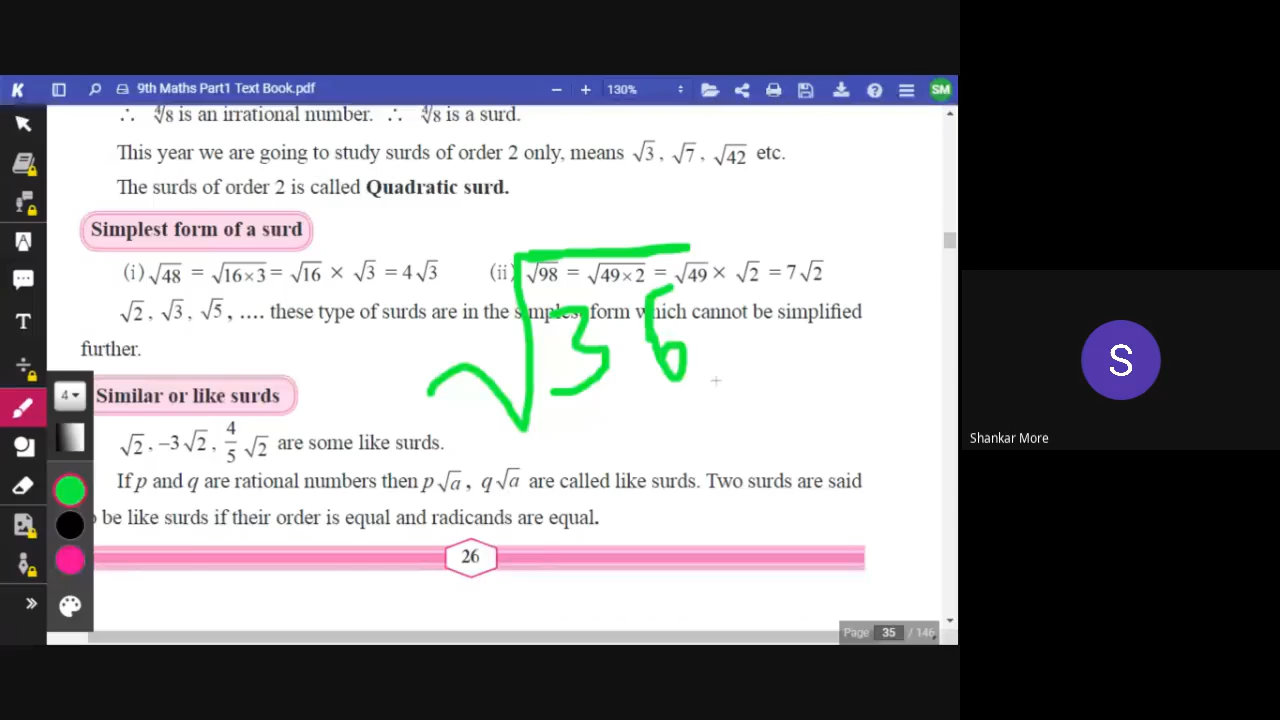 K 9th Maths Part1 Text Book.pdf 130% SM
∴ ∜8 is an irrational number. ∴ ∜8 is a surd.
This year we are going to study surds of order 2 only, means √3 , √7 , √42 etc.
The surds of order 2 is called Quadratic surd.
Simplest form of a surd
(i) √48 = √16×3 = √16 × √3 = 4√3 (ii) √98 = √49×2 = √49 × √2 = 7√2
√2 , √3 , √5 , .... these type of surds are in the simplest form which cannot be simplified
further.
√36
Similar or like surds
√2 , −3√2 , 4/5 √2 are some like surds.
If p and q are rational numbers then p√a , q√a are called like surds. Two surds are said
be like surds if their order is equal and radicands are equal.
26
4
T
Page 35 / 146
S
Shankar More